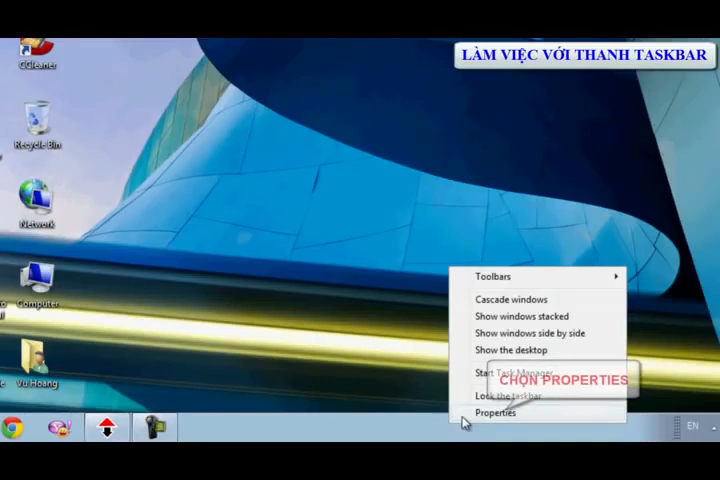 LÀM VIỆC VỚI THANH TASKBAR
CCleaner
Recycle Bin
Network
Computer
Vu Hoang
Toolbars
Cascade windows
Show windows stacked
Show windows side by side
Show the desktop
Start Task Manager
CHỌN PROPERTIES
Lock the taskbar
Properties
EN